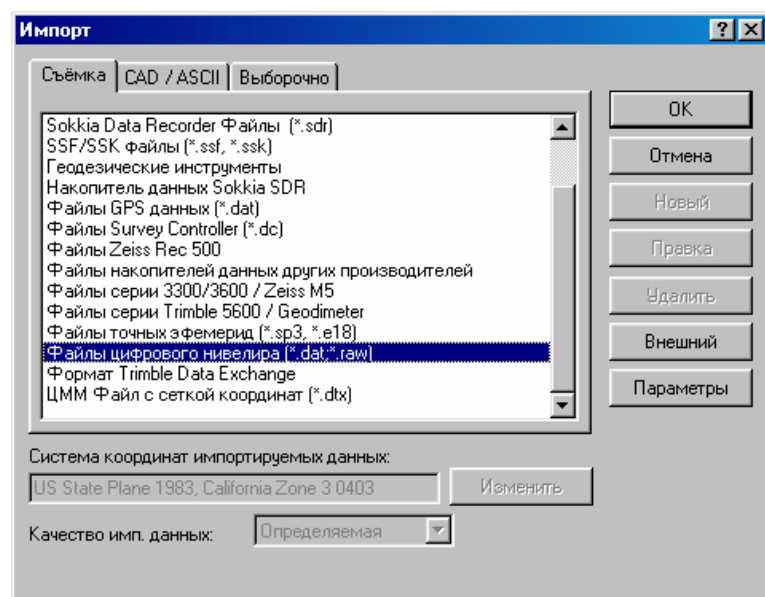 Импорт
Съёмка CAD / ASCII Выборочно
Sokkia Data Recorder Файлы (*.sdr)
SSF/SSK файлы (*.ssf, *.ssk)
Геодезические инструменты
Накопитель данных Sokkia SDR
Файлы GPS данных (*.dat)
Файлы Survey Controller (*.dc)
Файлы Zeiss Rec 500
Файлы накопителей данных других производителей
Файлы серии 3300/3600 / Zeiss M5
Файлы серии Trimble 5600 / Geodimeter
Файлы точных эфемерид (*.sp3, *.e18)
Файлы цифрового нивелира (*.dat;*.raw)
Формат Trimble Data Exchange
ЦММ Файл с сеткой координат (*.dtx)
OK
Отмена
Новый
Правка
Удалить
Внешний
Параметры
Система координат импортируемых данных:
US State Plane 1983, California Zone 3 0403 Изменить
Качество имп. данных: Определяемая